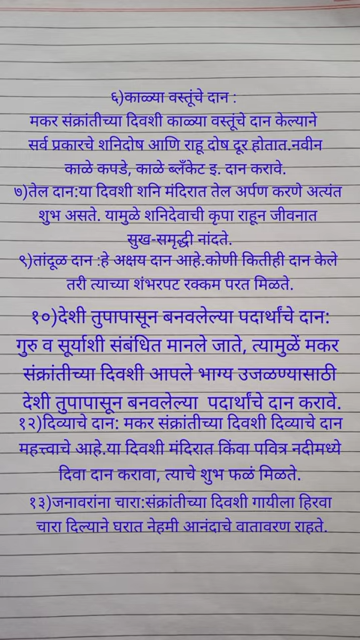 ६)काळ्या वस्तूंचे दान :
मकर संक्रांतीच्या दिवशी काळ्या वस्तूंचे दान केल्याने
सर्व प्रकारचे शनिदोष आणि राहू दोष दूर होतात.नवीन
काळे कपडे, काळे ब्लँकेट इ. दान करावे.
७)तेल दान:या दिवशी शनि मंदिरात तेल अर्पण करणे अत्यंत
शुभ असते. यामुळे शनिदेवाची कृपा राहून जीवनात
सुख-समृद्धी नांदते.
९)तांदूळ दान :हे अक्षय दान आहे.कोणी कितीही दान केले
तरी त्याच्या शंभरपट रक्कम परत मिळते.
१०)देशी तुपापासून बनवलेल्या पदार्थांचे दान:
गुरु व सूर्याशी संबंधित मानले जाते, त्यामुळें मकर
संक्रांतीच्या दिवशी आपले भाग्य उजळण्यासाठी
देशी तुपापासून बनवलेल्या पदार्थांचे दान करावे.
१२)दिव्याचे दान: मकर संक्रांतीच्या दिवशी दिव्याचे दान
महत्त्वाचे आहे.या दिवशी मंदिरात किंवा पवित्र नदीमध्ये
दिवा दान करावा, त्याचे शुभ फळं मिळते.
१३)जनावरांना चारा:संक्रांतीच्या दिवशी गायीला हिरवा
चारा दिल्याने घरात नेहमी आनंदाचे वातावरण राहते.